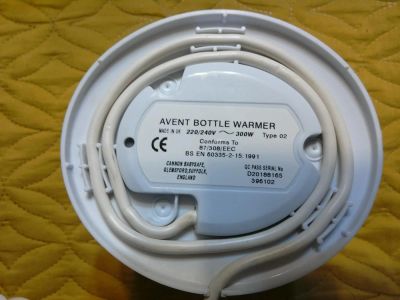 AVENT BOTTLE WARMER
MADE IN UK 220/240V ~ 300W Type 02
Conforms To
87/308/EEC
CE BS EN 60335-2-15.1991
CANNON BABYSAFE, QC PASS SERIAL No
GLEMSFORD,SUFFOLK, D20188165
ENGLAND 396102